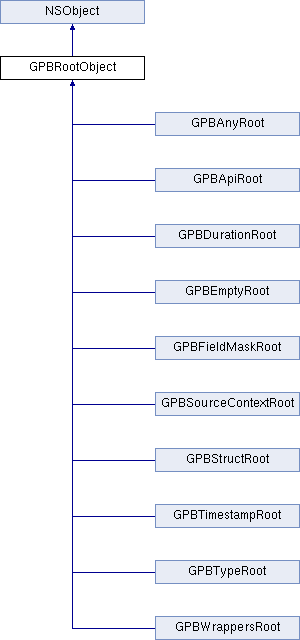 NSObject
GPBRootObject
GPBAnyRoot
GPBApiRoot
GPBDurationRoot
GPBEmptyRoot
GPBFieldMaskRoot
GPBSourceContextRoot
GPBStructRoot
GPBTimestampRoot
GPBTypeRoot
GPBWrappersRoot